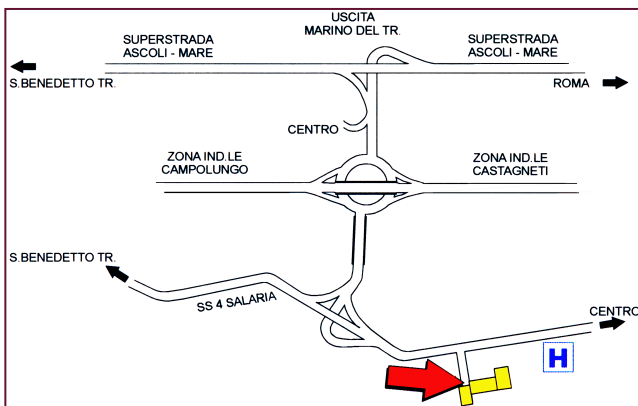 USCITA
MARINO DEL TR.
SUPERSTRADA
ASCOLI - MARE
SUPERSTRADA
ASCOLI - MARE
S.BENEDETTO TR.
ROMA
CENTRO
ZONA IND.LE
CAMPOLUNGO
ZONA IND.LE
CASTAGNETI
S.BENEDETTO TR.
SS 4 SALARIA
CENTRO
H